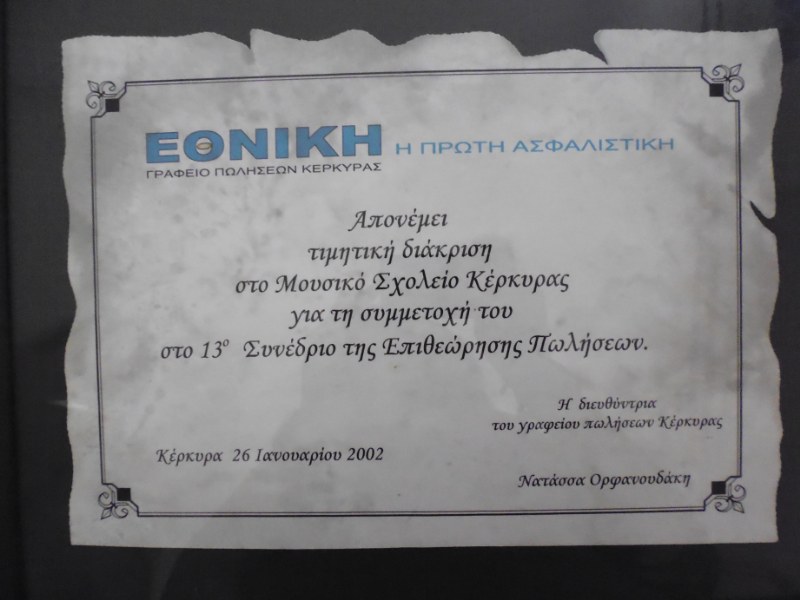 ΕΘΝΙΚΗ Η ΠΡΩΤΗ ΑΣΦΑΛΙΣΤΙΚΗ
ΓΡΑΦΕΙΟ ΠΩΛΗΣΕΩΝ ΚΕΡΚΥΡΑΣ
Απονέμει
τιμητική διάκριση
στο Μουσικό Σχολείο Κέρκυρας
για τη συμμετοχή του
στο 13ο Συνέδριο της Επιθεώρησης Πωλήσεων.
Η διευθύντρια
του γραφείου πωλήσεων Κέρκυρας
Κέρκυρα 26 Ιανουαρίου 2002
Νατάσσα Ορφανουδάκη